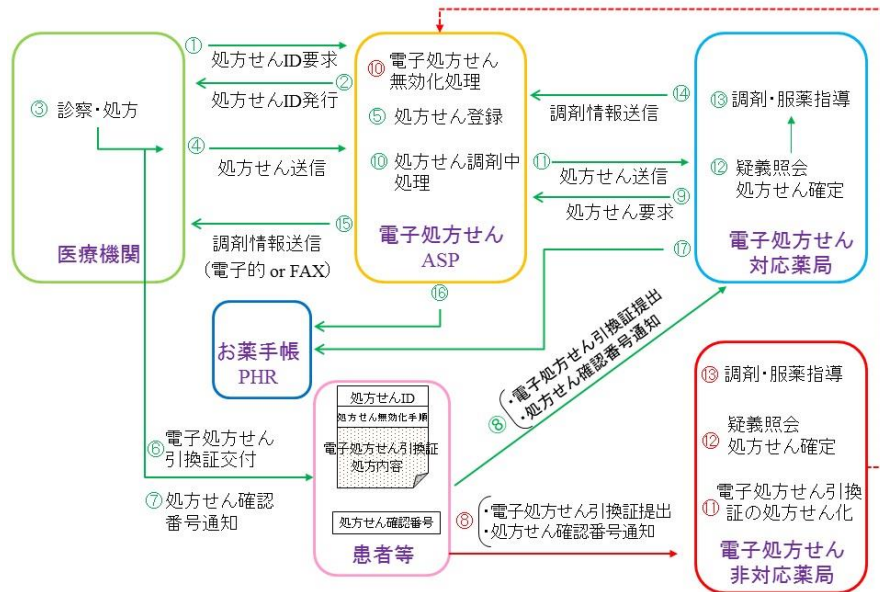 ①
処方せんID要求
②
処方せんID発行
③ 診察・処方
④
処方せん送信
⑮
調剤情報送信
(電子的 or FAX)
医療機関
⑩ 電子処方せん
無効化処理
⑤ 処方せん登録
⑩ 処方せん調剤中
処理
電子処方せん
ASP
⑭
調剤情報送信
⑪
処方せん送信
⑨
処方せん要求
⑰
⑬ 調剤・服薬指導
⑫ 疑義照会
処方せん確定
電子処方せん
対応薬局
⑯
お薬手帳
PHR
⑥ 電子処方せん
引換証交付
⑦ 処方せん確認
番号通知
処方せんID
処方せん無効化手順
電子処方せん引換証
処方内容
処方せん確認番号
患者等
⑧ ・電子処方せん引換証提出
・処方せん確認番号通知
⑧ ・電子処方せん引換証提出
・処方せん確認番号通知
⑬ 調剤・服薬指導
⑫ 疑義照会
処方せん確定
⑪ 電子処方せん引換
証の処方せん化
電子処方せん
非対応薬局